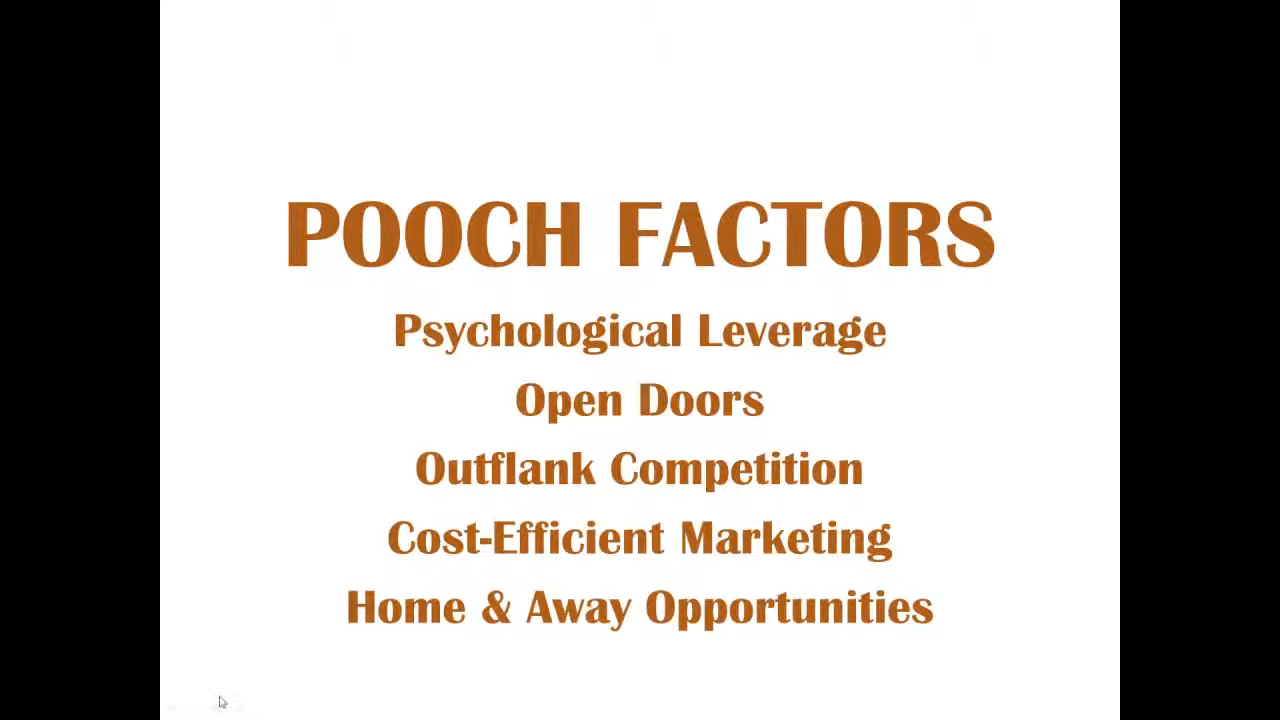 POOCH FACTORS
Psychological Leverage
Open Doors
Outflank Competition
Cost-Efficient Marketing
Home & Away Opportunities